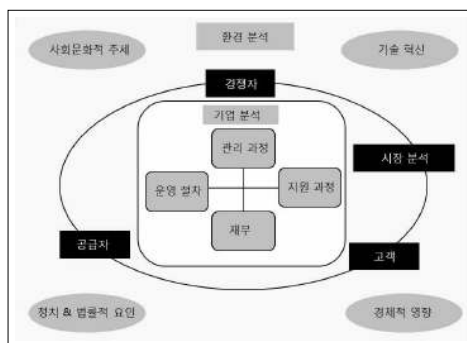 사회문화적 추세
환경 분석
기술 혁신
경쟁자
기업 분석
관리 과정
시장 분석
운영 절차
지원 과정
재무
공급자
고객
정치 & 법률적 요인
경제적 영향